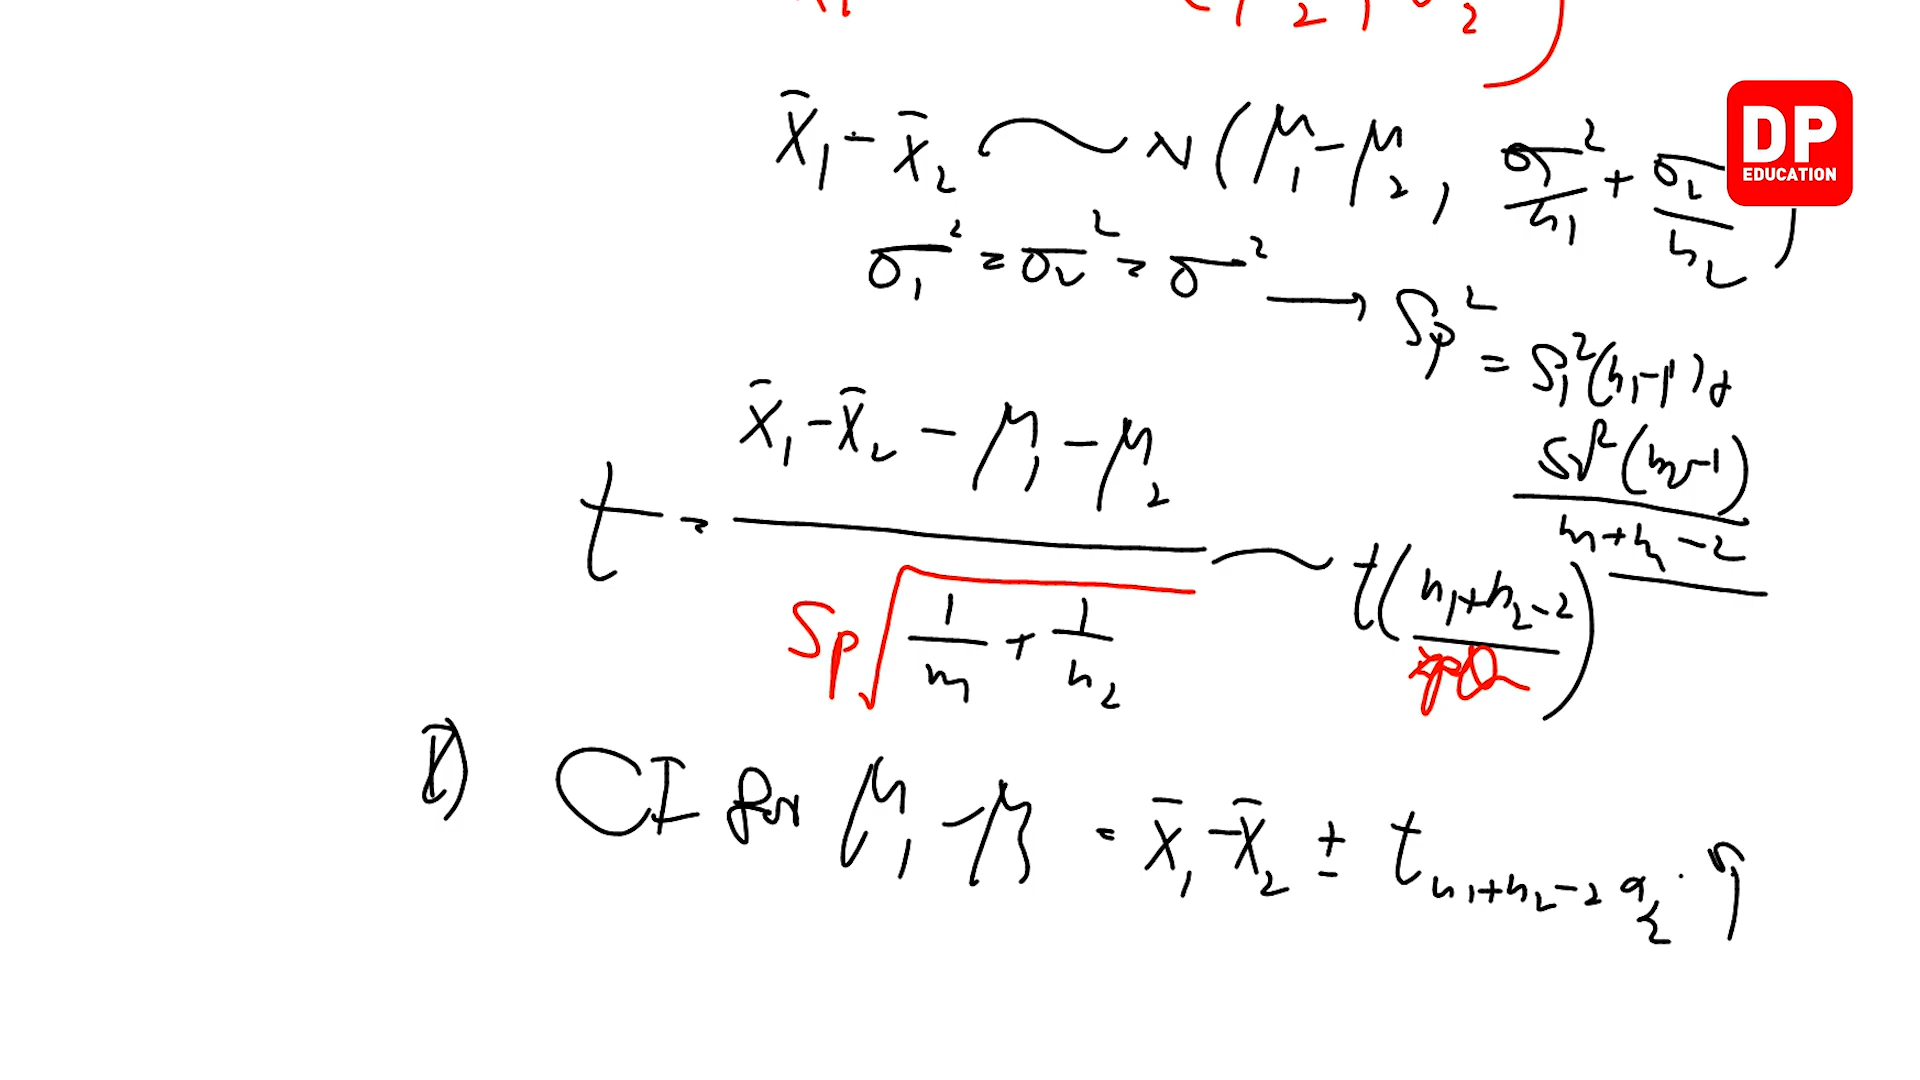 X̄₁ - X̄₂ ~ N(μ₁ - μ₂, σ₁²/n₁ + σ₂/n₂)
DP
EDUCATION
σ₁² = σ₂² = σ² → Sp²
= S₁²(n₁-1) +
S₂²(n₂-1)
n₁+n₂-2
t = X̄₁ - X̄₂ - μ₁ - μ₂ / Sp√(1/n₁ + 1/n₂) ~ t(n₁+n₂-2)
CI for μ₁ - μ = X̄₁ - X̄₂ ± t n₁+n₂-2 α/2 ·